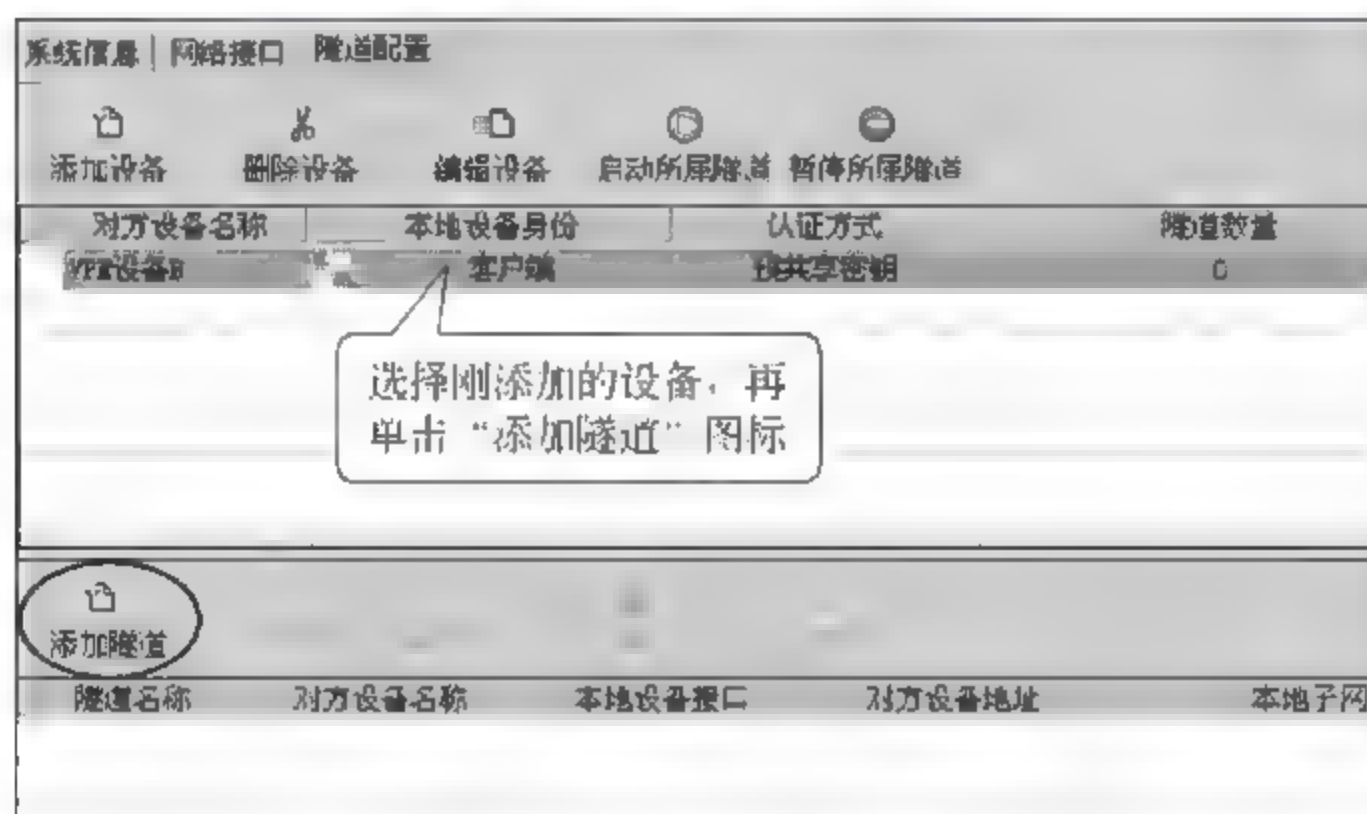 系统信息 网络接口 隧道配置
添加设备 删除设备 编辑设备 启动所属隧道 暂停所属隧道
对方设备名称 本地设备身份 认证方式 隧道数量
VPN设备B 客户端 预共享密钥 0
选择刚添加的设备，再
单击“添加隧道”图标
添加隧道
隧道名称 对方设备名称 本地设备接口 对方设备地址 本地子网